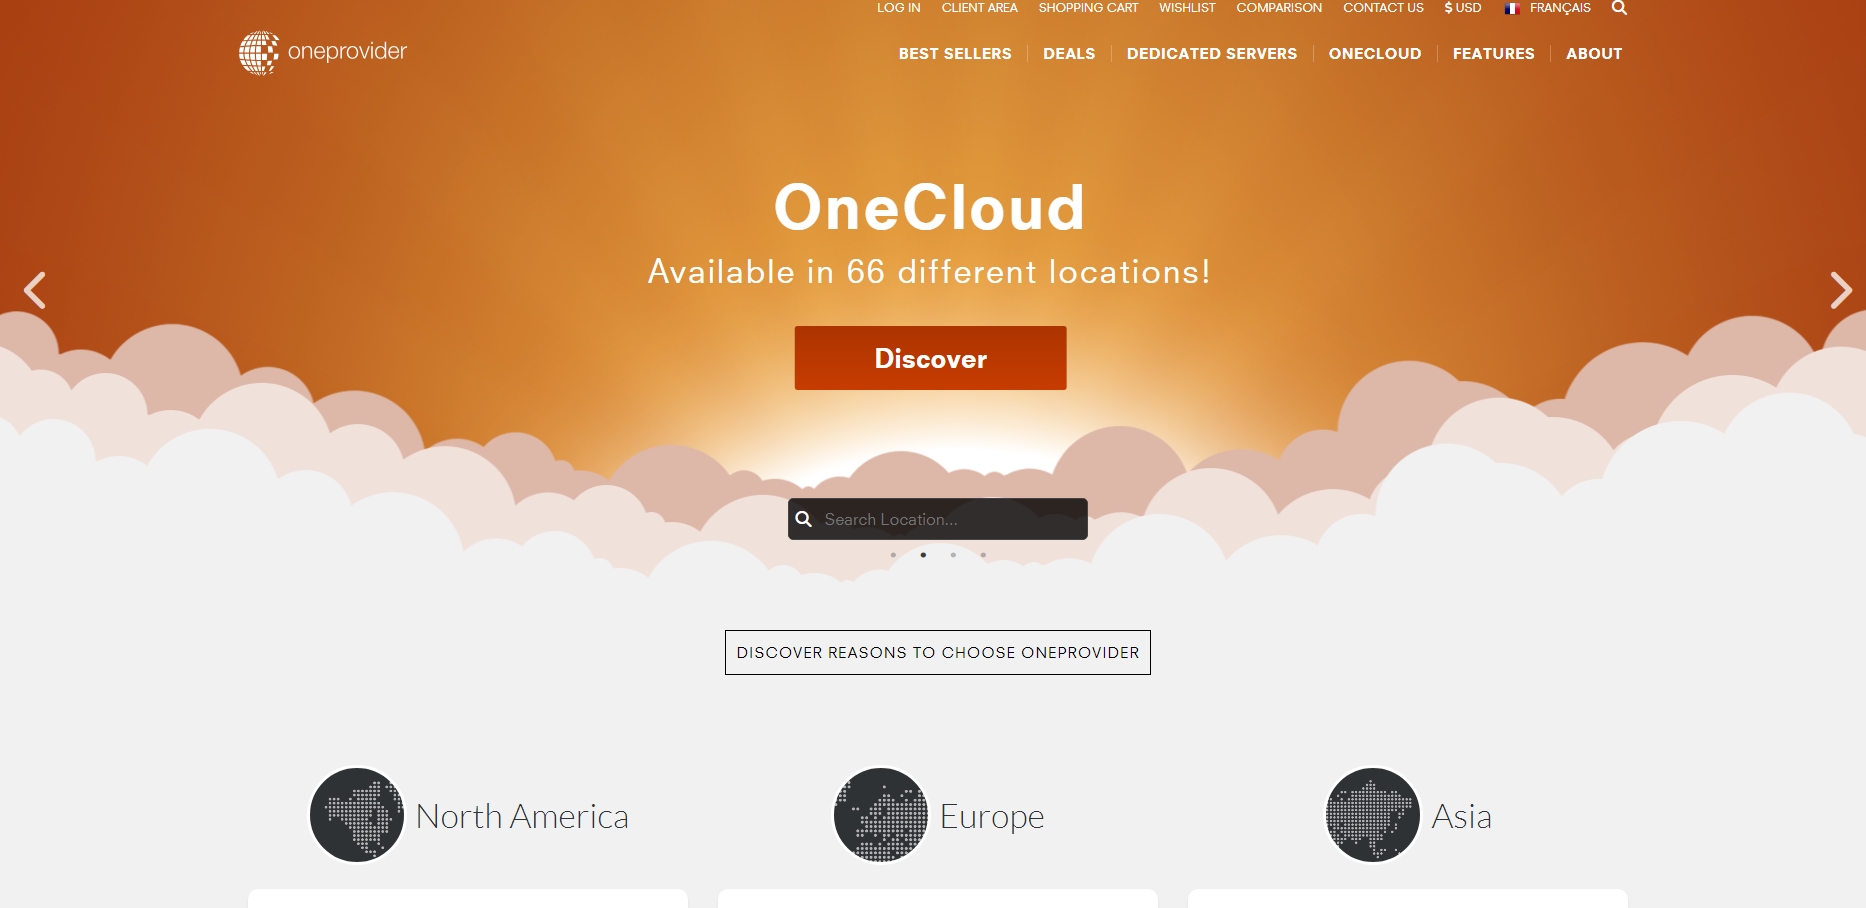 LOG IN CLIENT AREA SHOPPING CART WISHLIST COMPARISON CONTACT US $ USD FRANÇAIS
oneprovider
BEST SELLERS DEALS DEDICATED SERVERS ONECLOUD FEATURES ABOUT
OneCloud
Available in 66 different locations!
Discover
Search Location...
DISCOVER REASONS TO CHOOSE ONEPROVIDER
North America Europe Asia